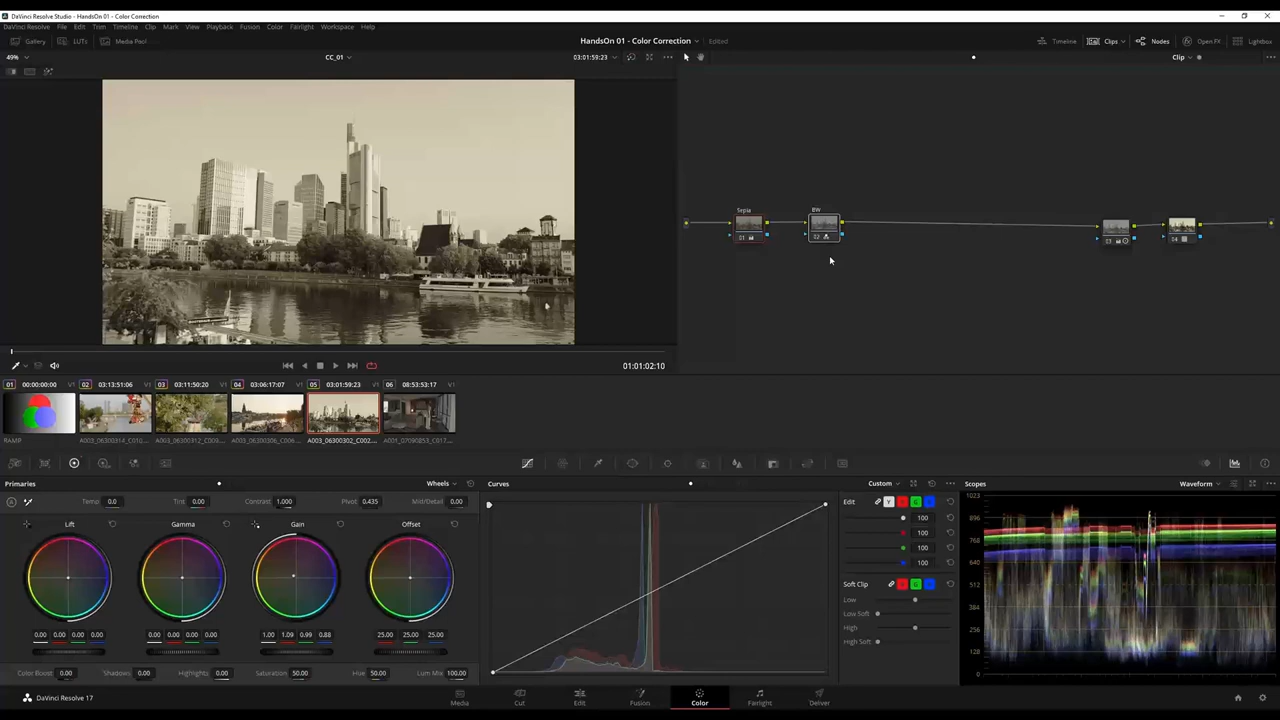 DaVinci Resolve Studio - HandsOn 01 - Color Correction
DaVinci Resolve File Edit Trim Timeline Clip Mark View Playback Fusion Color Fairlight Workspace Help
Gallery LUTs Media Pool HandsOn 01 - Color Correction Edited Timeline Clips Nodes Open FX Lightbox
49% CC_01 03:01:59:23 Clip
Sepia BW
01 02 03 04
01:01:02:10
01 00:00:00:00 V1 02 03:13:51:06 V1 03 03:11:50:20 V1 04 03:06:17:07 V1 05 03:01:59:23 V1 06 08:53:53:17 V1
RAMP A003_06300314_C010... A003_06300312_C009... A003_06300306_C006... A003_06300302_C002... A001_07090853_C017...
Primaries Wheels Curves Custom Scopes Waveform
Temp 0.0 Tint 0.00 Contrast 1.000 Pivot 0.435 Mid/Detail 0.00 Edit Y R G B
Lift Gamma Gain Offset
100
100
100
100
Soft Clip R G B
Low
Low Soft
High
High Soft
0.00 0.00 0.00 0.00 0.00 0.00 0.00 0.00 1.00 1.09 0.99 0.88 25.00 25.00 25.00
Color Boost 0.00 Shadows 0.00 Highlights 0.00 Saturation 50.00 Hue 50.00 Lum Mix 100.00
1023
896
768
640
512
384
256
128
0
DaVinci Resolve 17 Media Cut Edit Fusion Color Fairlight Deliver